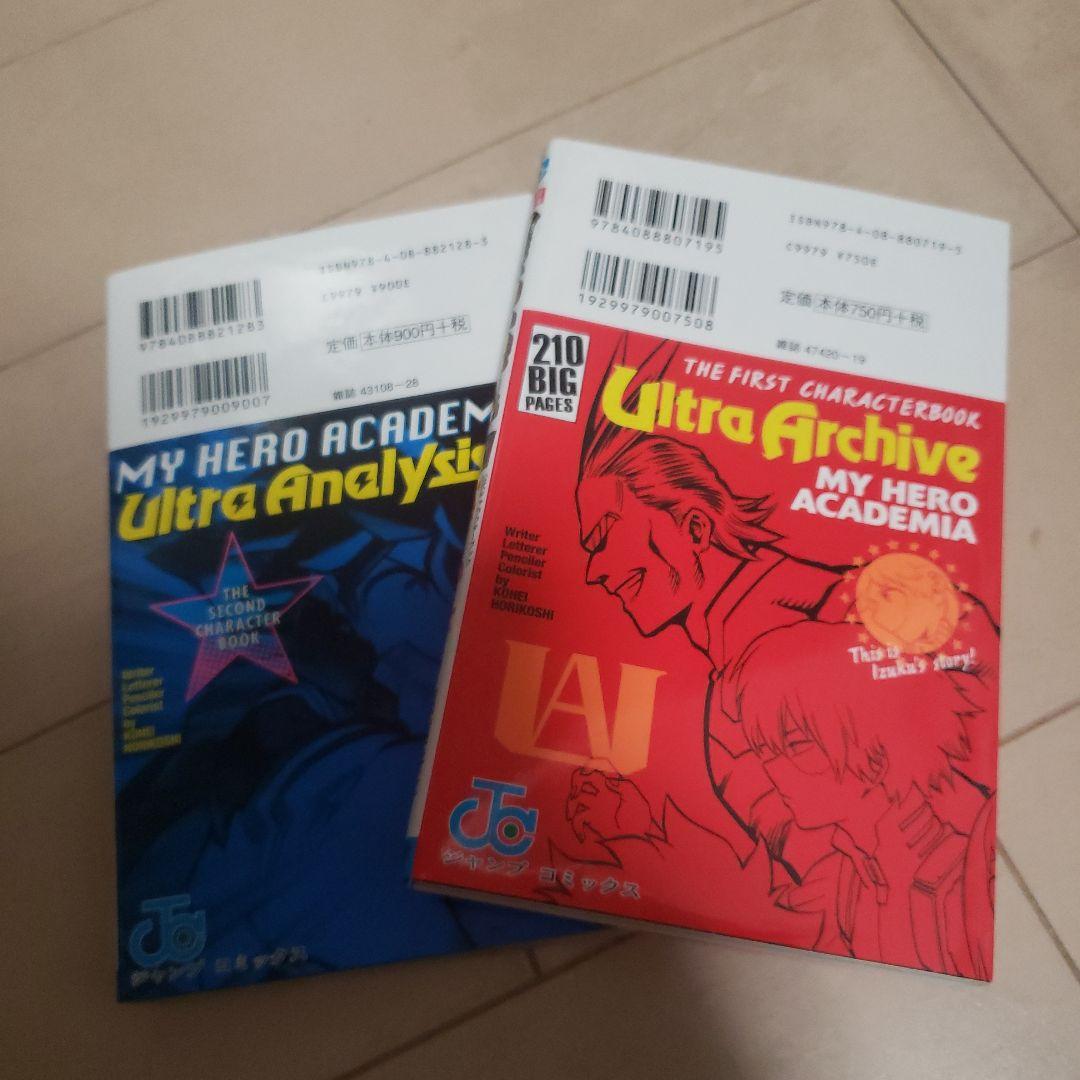 ISBN978-4-08-882128-3
C9979 ¥900E
9784088821283
定価 本体900円+税
1929979009007
雑誌 43108-28
MY HERO ACADEM
Ultra Analysis
THE
SECOND
CHARACTER
BOOK
Writer
Letterer
Penciler
Colorist
by
KŌHEI
HORIKOSHI
JC
ジャンプ コミックス
ISBN978-4-08-880719-5
C9979 ¥750E
9784088807195
定価 本体750円+税
1929979007508
雑誌 47420-19
210
BIG
PAGES
THE FIRST CHARACTERBOOK
Ultra Archive
MY HERO
ACADEMIA
Writer
Letterer
Penciler
Colorist
by
KŌHEI
HORIKOSHI
This is
Izuku's story!
UA
JC
ジャンプ コミックス